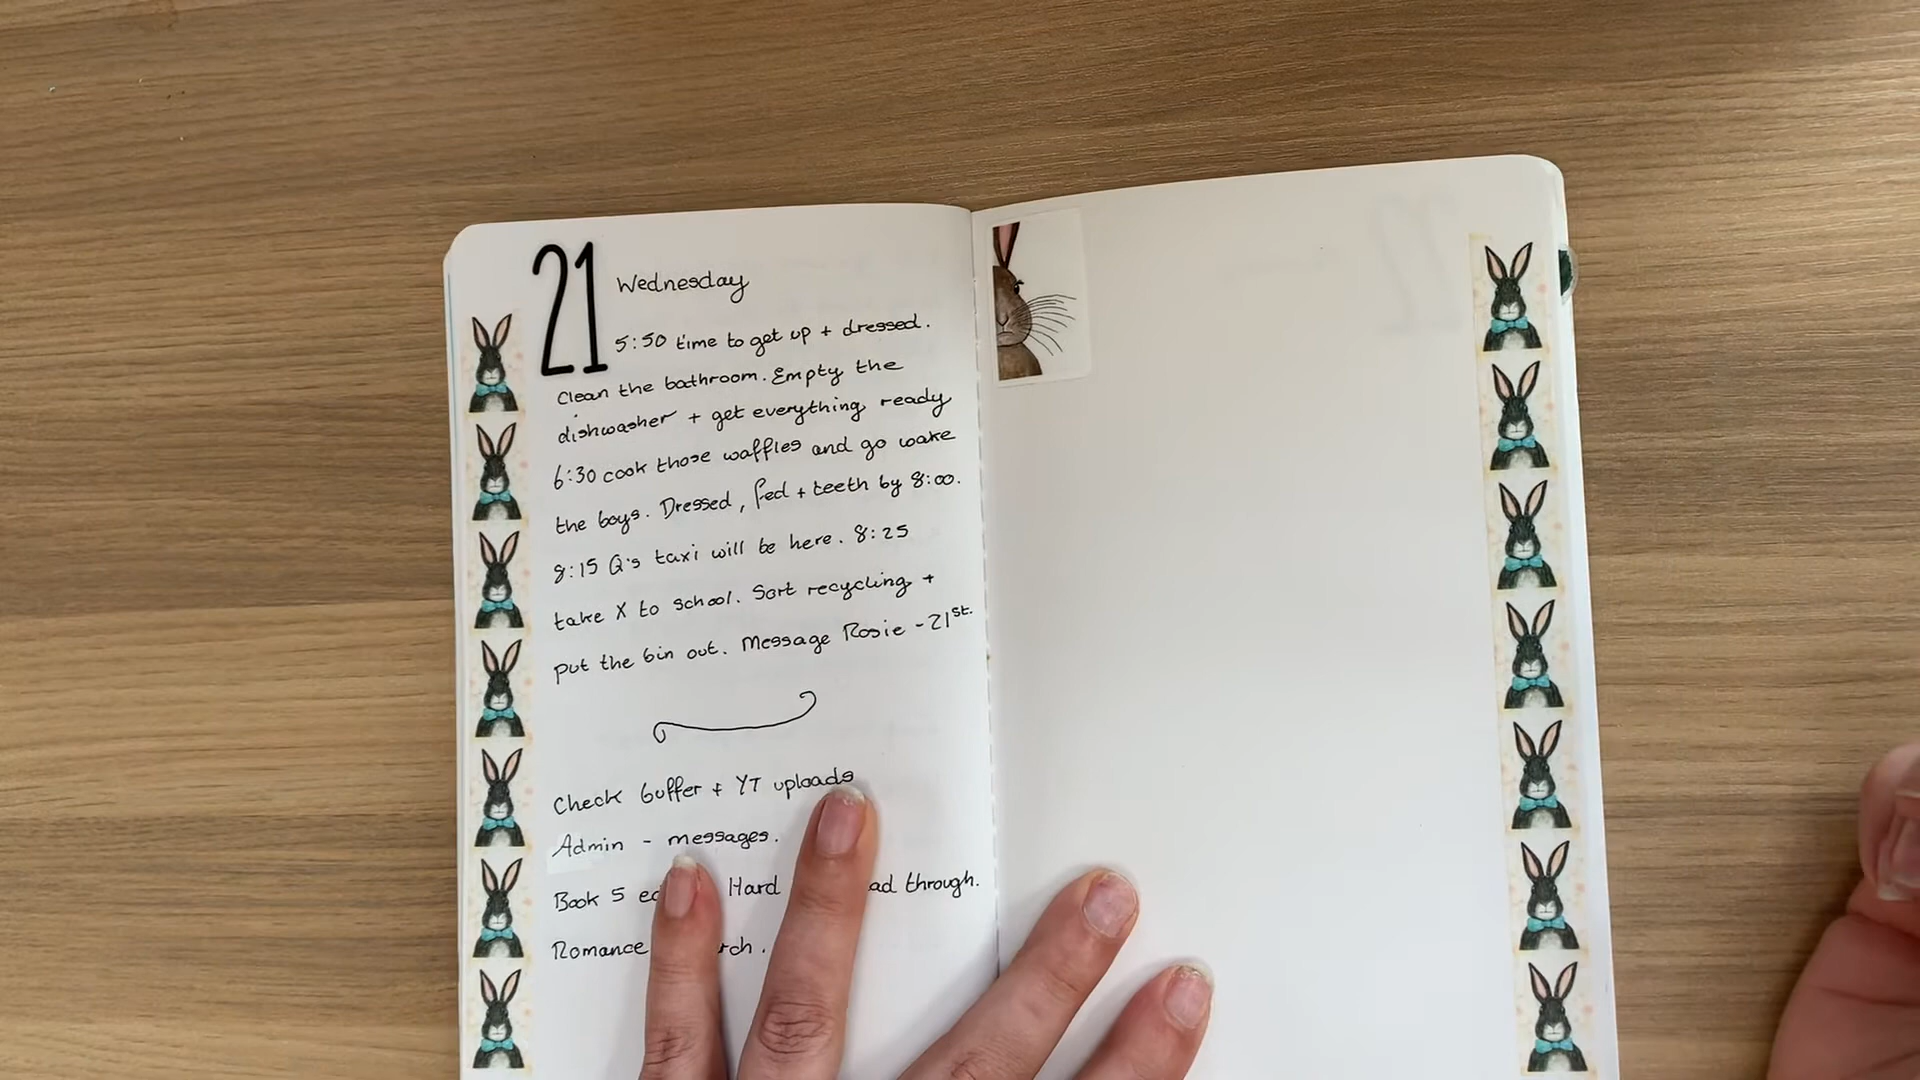 21 Wednesday
5:50 time to get up + dressed.
Clean the bathroom. Empty the
dishwasher + get everything ready
6:30 cook those waffles and go wake
the boys. Dressed, fed + teeth by 8:00.
8:15 Q's taxi will be here. 8:25
take X to school. Sort recycling +
put the bin out. Message Rosie - 21st.
Check buffer + YT uploads
Admin - messages.
Book 5 Hard through.
Romance